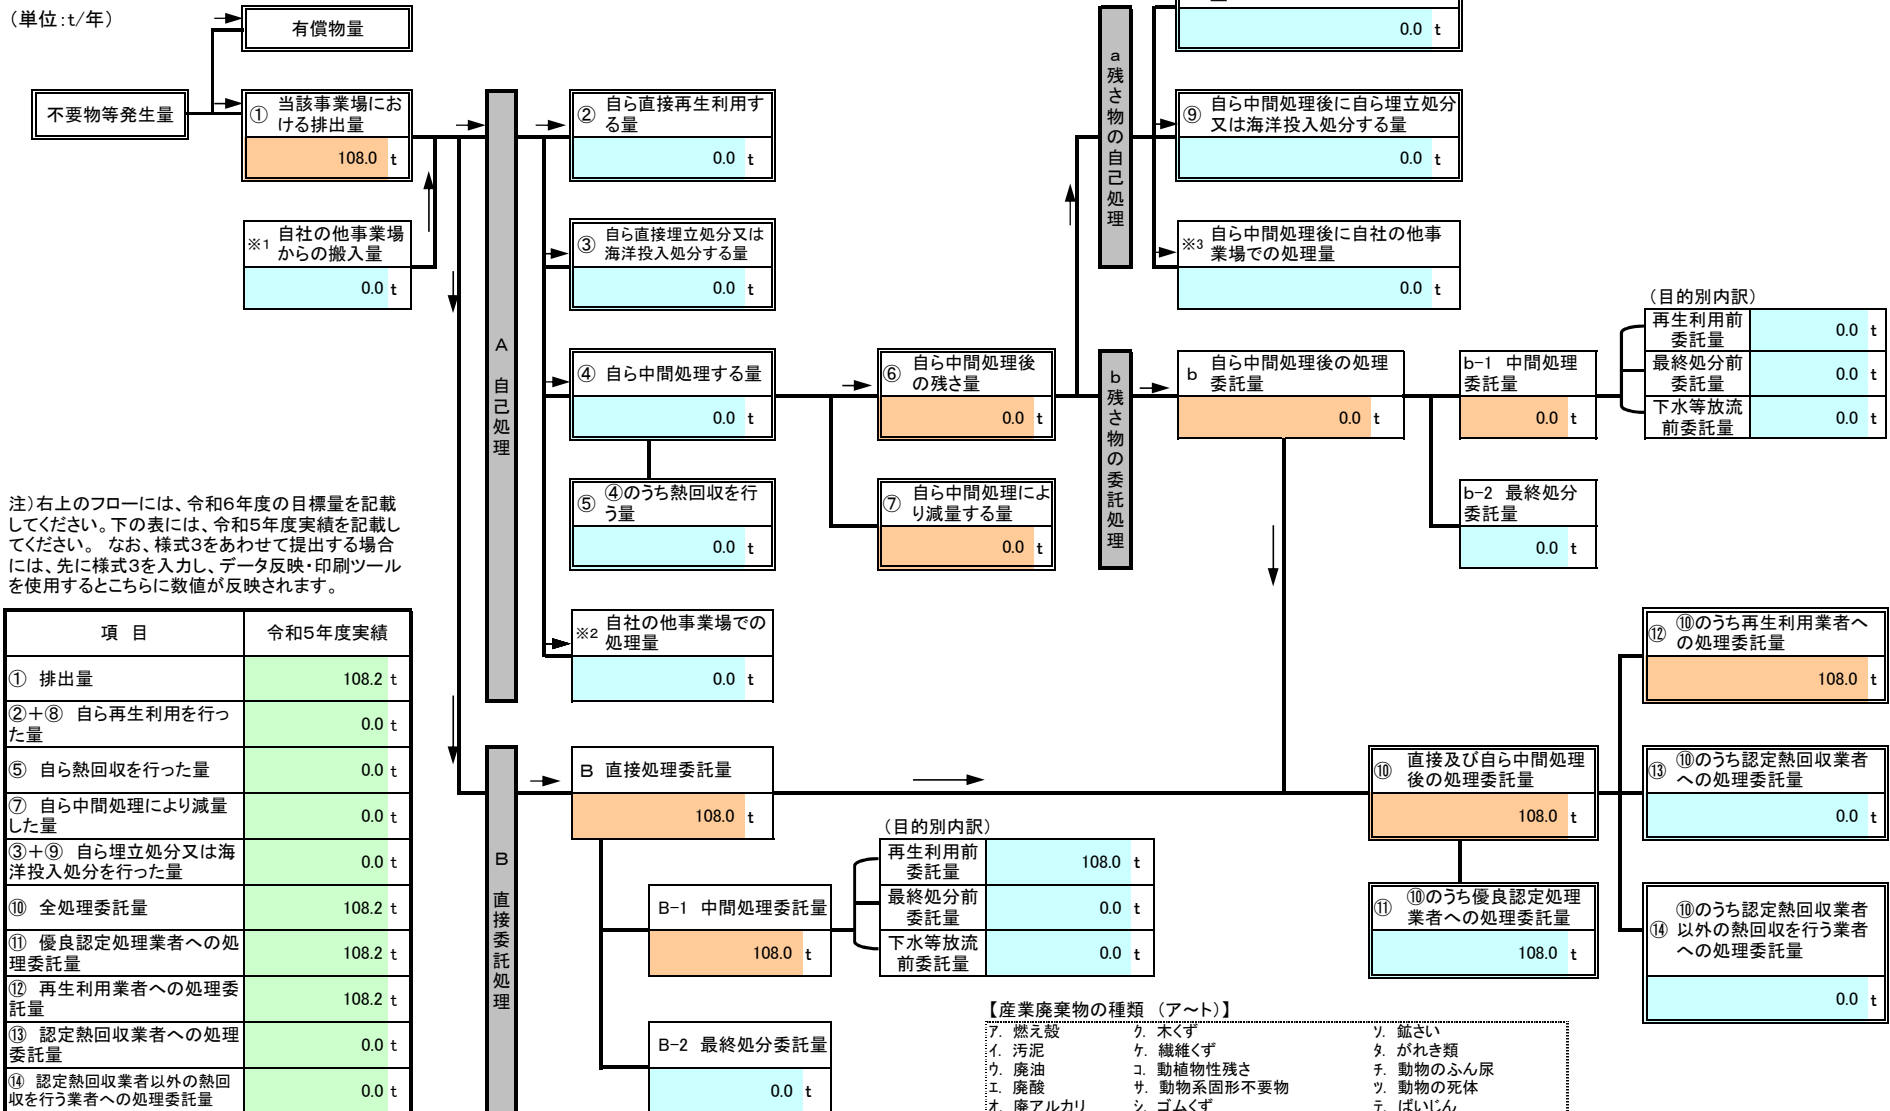 （単位：t/年）
有償物量
不要物等発生量
① 当該事業場にお
ける排出量
108.0 t
※1 自社の他事業場
からの搬入量
0.0 t
A 自己処理
② 自ら直接再生利用す
る量
0.0 t
③ 自ら直接埋立処分又は
海洋投入処分する量
0.0 t
④ 自ら中間処理する量
0.0 t
⑤ ④のうち熱回収を行
う量
0.0 t
※2 自社の他事業場での
処理量
0.0 t
⑥ 自ら中間処理後
の残さ量
0.0 t
⑦ 自ら中間処理によ
り減量する量
0.0 t
a 残さ物の自己処理
0.0 t
⑨ 自ら中間処理後に自ら埋立処分
又は海洋投入処分する量
0.0 t
※3 自ら中間処理後に自社の他事
業場での処理量
0.0 t
b 残さ物の委託処理
b 自ら中間処理後の処理
委託量
0.0 t
b-1 中間処理
委託量
0.0 t
（目的別内訳）
再生利用前
委託量
0.0 t
最終処分前
委託量
0.0 t
下水等放流
前委託量
0.0 t
b-2 最終処分
委託量
0.0 t
注）右上のフローには、令和6年度の目標量を記載
してください。下の表には、令和5年度実績を記載し
てください。 なお、様式3をあわせて提出する場合
には、先に様式3を入力し、データ反映・印刷ツール
を使用するとこちらに数値が反映されます。
項 目 令和5年度実績
① 排出量 108.2 t
②＋⑧ 自ら再生利用を行っ
た量
0.0 t
⑤ 自ら熱回収を行った量 0.0 t
⑦ 自ら中間処理により減量
した量
0.0 t
③＋⑨ 自ら埋立処分又は海
洋投入処分を行った量
0.0 t
⑩ 全処理委託量 108.2 t
⑪ 優良認定処理業者への処
理委託量
108.2 t
⑫ 再生利用業者への処理委
託量
108.2 t
⑬ 認定熱回収業者への処理
委託量
0.0 t
⑭ 認定熱回収業者以外の熱回
収を行う業者への処理委託量
0.0 t
B 直接委託処理
B 直接処理委託量
108.0 t
B-1 中間処理委託量
108.0 t
（目的別内訳）
再生利用前
委託量
108.0 t
最終処分前
委託量
0.0 t
下水等放流
前委託量
0.0 t
B-2 最終処分委託量
0.0 t
⑩ 直接及び自ら中間処理
後の処理委託量
108.0 t
⑪ ⑩のうち優良認定処理
業者への処理委託量
108.0 t
⑫ ⑩のうち再生利用業者へ
の処理委託量
108.0 t
⑬ ⑩のうち認定熱回収業者
への処理委託量
0.0 t
⑭ ⑩のうち認定熱回収業者
以外の熱回収を行う業者
への処理委託量
0.0 t
【産業廃棄物の種類 （ア～ト）】
ア. 燃え殻 ク. 木くず ソ. 鉱さい
イ. 汚泥 ケ. 繊維くず タ. がれき類
ウ. 廃油 コ. 動植物性残さ チ. 動物のふん尿
エ. 廃酸 サ. 動物系固形不要物 ツ. 動物の死体
オ. 廃アルカリ シ. ゴムくず テ. ばいじん